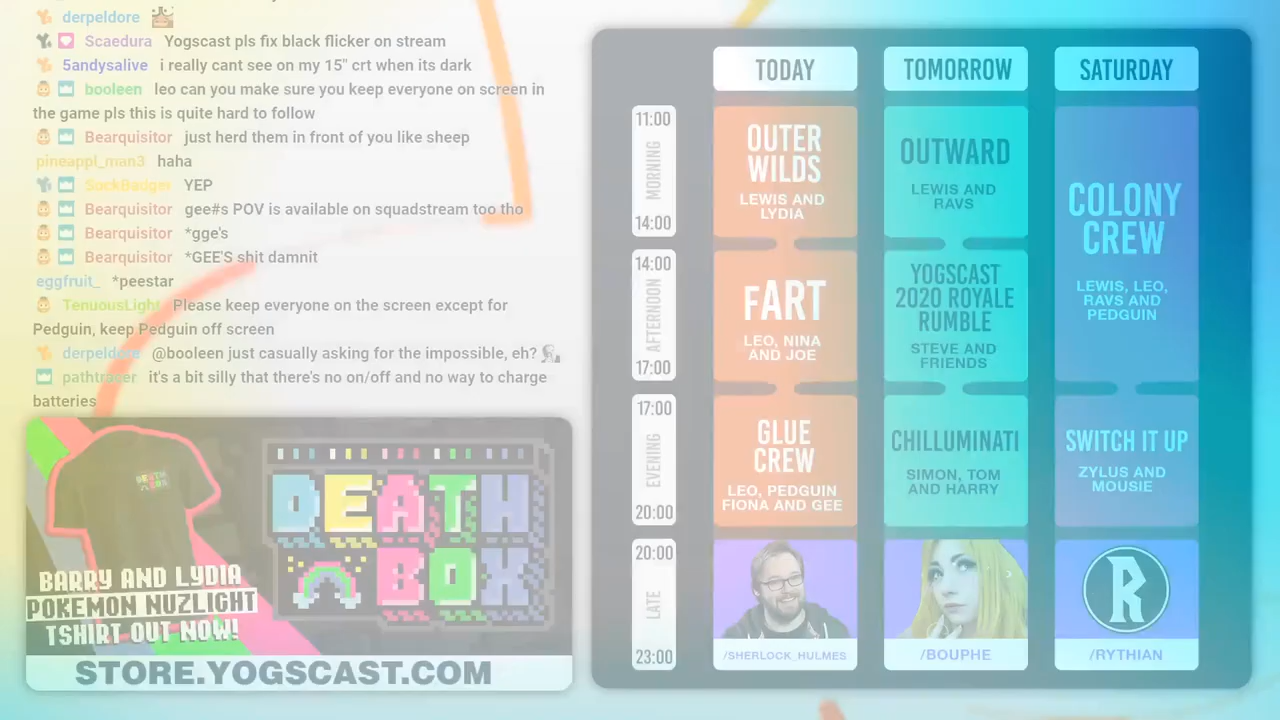 derpeldore
Scaedura Yogscast pls fix black flicker on stream
5andysalive i really cant see on my 15" crt when its dark
booleen leo can you make sure you keep everyone on screen in
the game pls this is quite hard to follow
Bearquisitor just herd them in front of you like sheep
pineappl_man3 haha
SockBadger YEP
Bearquisitor gee#s POV is available on squadstream too tho
Bearquisitor *gge's
Bearquisitor *GEE'S shit damnit
eggfruit_ *peestar
TenuousLight Please keep everyone on the screen except for
Pedguin, keep Pedguin off screen
derpeldore @booleen just casually asking for the impossible, eh?
pathtracer it's a bit silly that there's no on/off and no way to charge
batteries
DEATH
BOX
DEATH
BOX
BARRY AND LYDIA
POKEMON NUZLIGHT
TSHIRT OUT NOW!
STORE.YOGSCAST.COM
TODAY
TOMORROW
SATURDAY
11:00
MORNING
14:00
OUTER
WILDS
LEWIS AND
LYDIA
OUTWARD
LEWIS AND
RAVS
COLONY
CREW
LEWIS, LEO,
RAVS AND
PEDGUIN
14:00
AFTERNOON
17:00
FART
LEO, NINA
AND JOE
YOGSCAST
2020 ROYALE
RUMBLE
STEVE AND
FRIENDS
17:00
EVENING
20:00
GLUE
CREW
LEO, PEDGUIN
FIONA AND GEE
CHILLUMINATI
SIMON, TOM
AND HARRY
SWITCH IT UP
ZYLUS AND
MOUSIE
20:00
LATE
23:00
/SHERLOCK_HULMES
/BOUPHE
R
/RYTHIAN